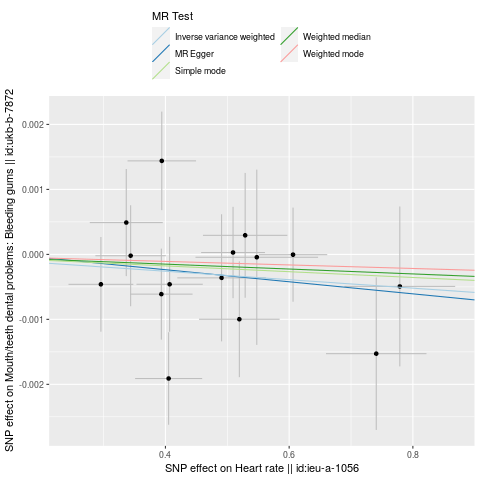 MR Test
Inverse variance weighted
Weighted median
MR Egger
Weighted mode
Simple mode
SNP effect on Mouth/teeth dental problems: Bleeding gums || id:ukb-b-7872
0.002
0.001
0.000
-0.001
-0.002
0.4
0.6
0.8
SNP effect on Heart rate || id:ieu-a-1056